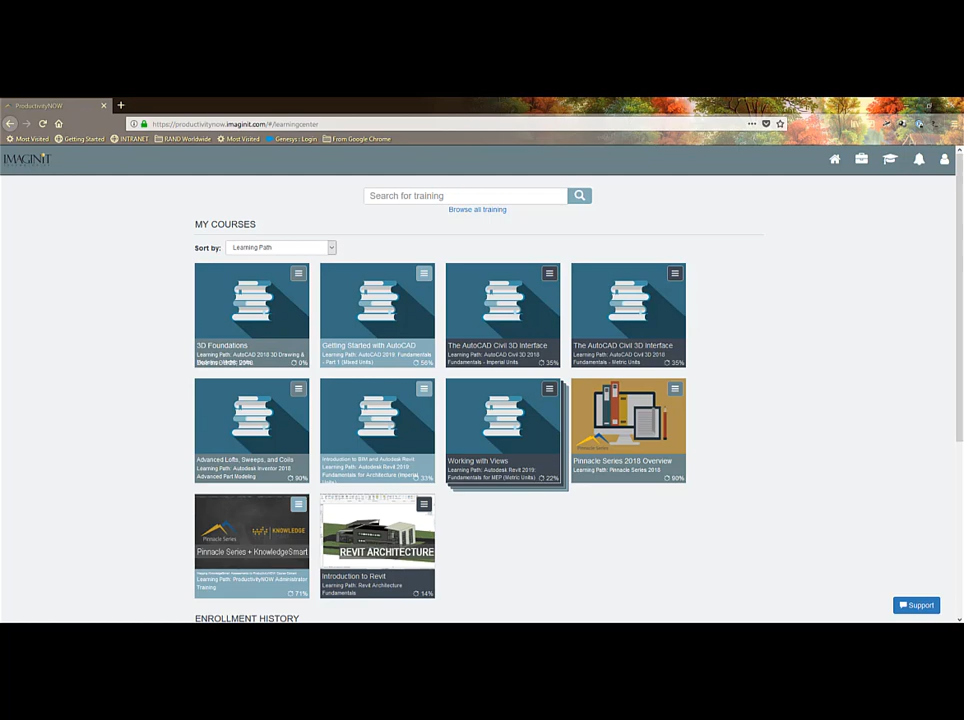 ProductivityNOW
https://productivitynow.imaginit.com/#/learningcenter
Most Visited Getting Started INTRANET RAND Worldwide Most Visited Genesys : Login From Google Chrome
IMAGINiT
Search for training
Browse all training
MY COURSES
Sort by: Learning Path
3D Foundations
Learning Path: AutoCAD 2018 3D Drawing &
0%
Getting Started with AutoCAD
Learning Path: AutoCAD 2019: Fundamentals
- Part 1 (Mixed Units)
56%
The AutoCAD Civil 3D Interface
Learning Path: AutoCAD Civil 3D 2018
Fundamentals - Imperial Units
35%
The AutoCAD Civil 3D Interface
Learning Path: AutoCAD Civil 3D 2018
Fundamentals - Metric Units
35%
Advanced Lofts, Sweeps, and Coils
Learning Path: Autodesk Inventor 2018
Advanced Part Modeling
90%
Introduction to BIM and Autodesk Revit
Learning Path: Autodesk Revit 2019
Fundamentals for Architecture (Imperial
33%
Working with Views
Learning Path: Autodesk Revit 2019:
Fundamentals for MEP (Metric Units)
22%
Pinnacle Series 2018 Overview
Learning Path: Pinnacle Series 2018
80%
Pinnacle Series KNOWLEDGE
Pinnacle Series + KnowledgeSmart
Learning Path: ProductivityNOW Administrator
Training
71%
REVIT ARCHITECTURE
Introduction to Revit
Learning Path: Revit Architecture
Fundamentals
14%
Support
ENROLLMENT HISTORY